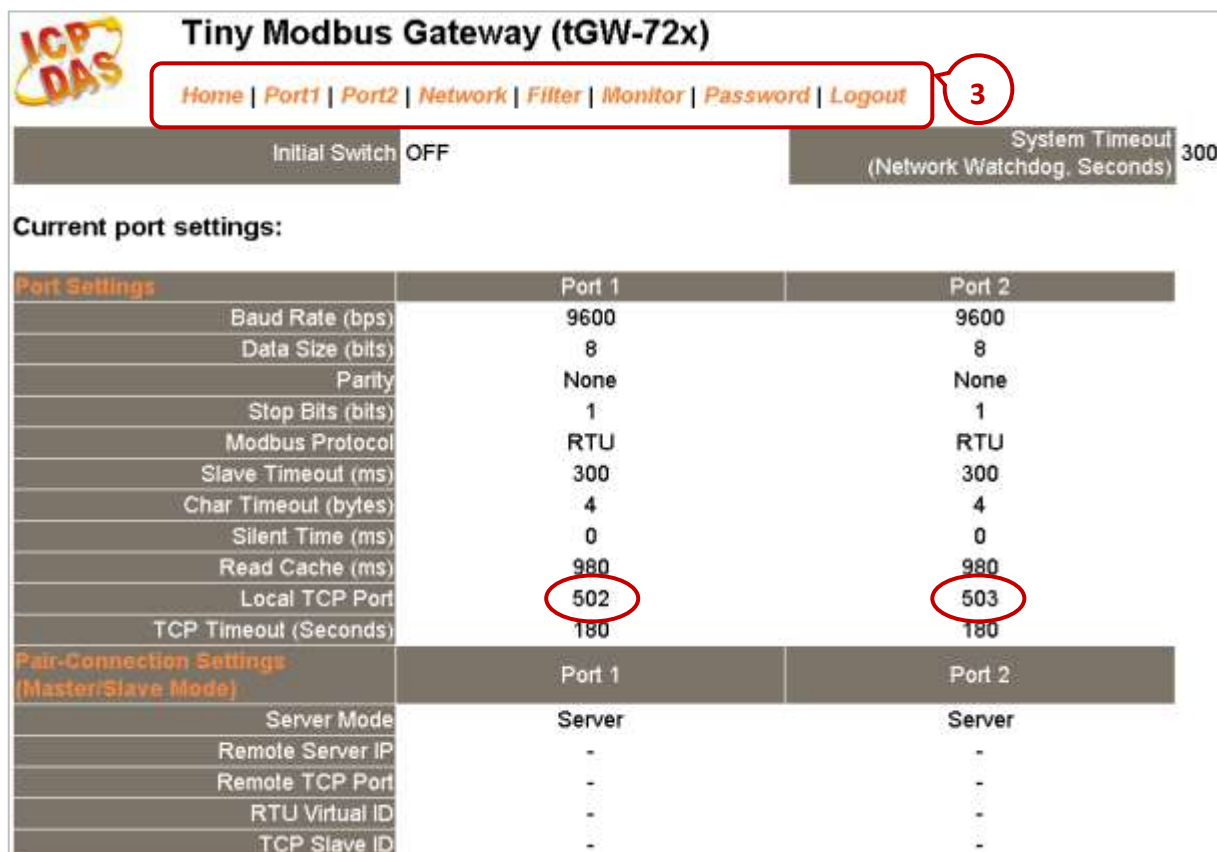 ICP DAS
Tiny Modbus Gateway (tGW-72x)
Home | Port1 | Port2 | Network | Filter | Monitor | Password | Logout
3
Initial Switch OFF System Timeout (Network Watchdog, Seconds) 300
Current port settings:
Port Settings Port 1 Port 2
Baud Rate (bps) 9600 9600
Data Size (bits) 8 8
Parity None None
Stop Bits (bits) 1 1
Modbus Protocol RTU RTU
Slave Timeout (ms) 300 300
Char Timeout (bytes) 4 4
Silent Time (ms) 0 0
Read Cache (ms) 980 980
Local TCP Port 502 503
TCP Timeout (Seconds) 180 180
Pair-Connection Settings
(Master/Slave Mode) Port 1 Port 2
Server Mode Server Server
Remote Server IP - -
Remote TCP Port - -
RTU Virtual ID - -
TCP Slave ID - -